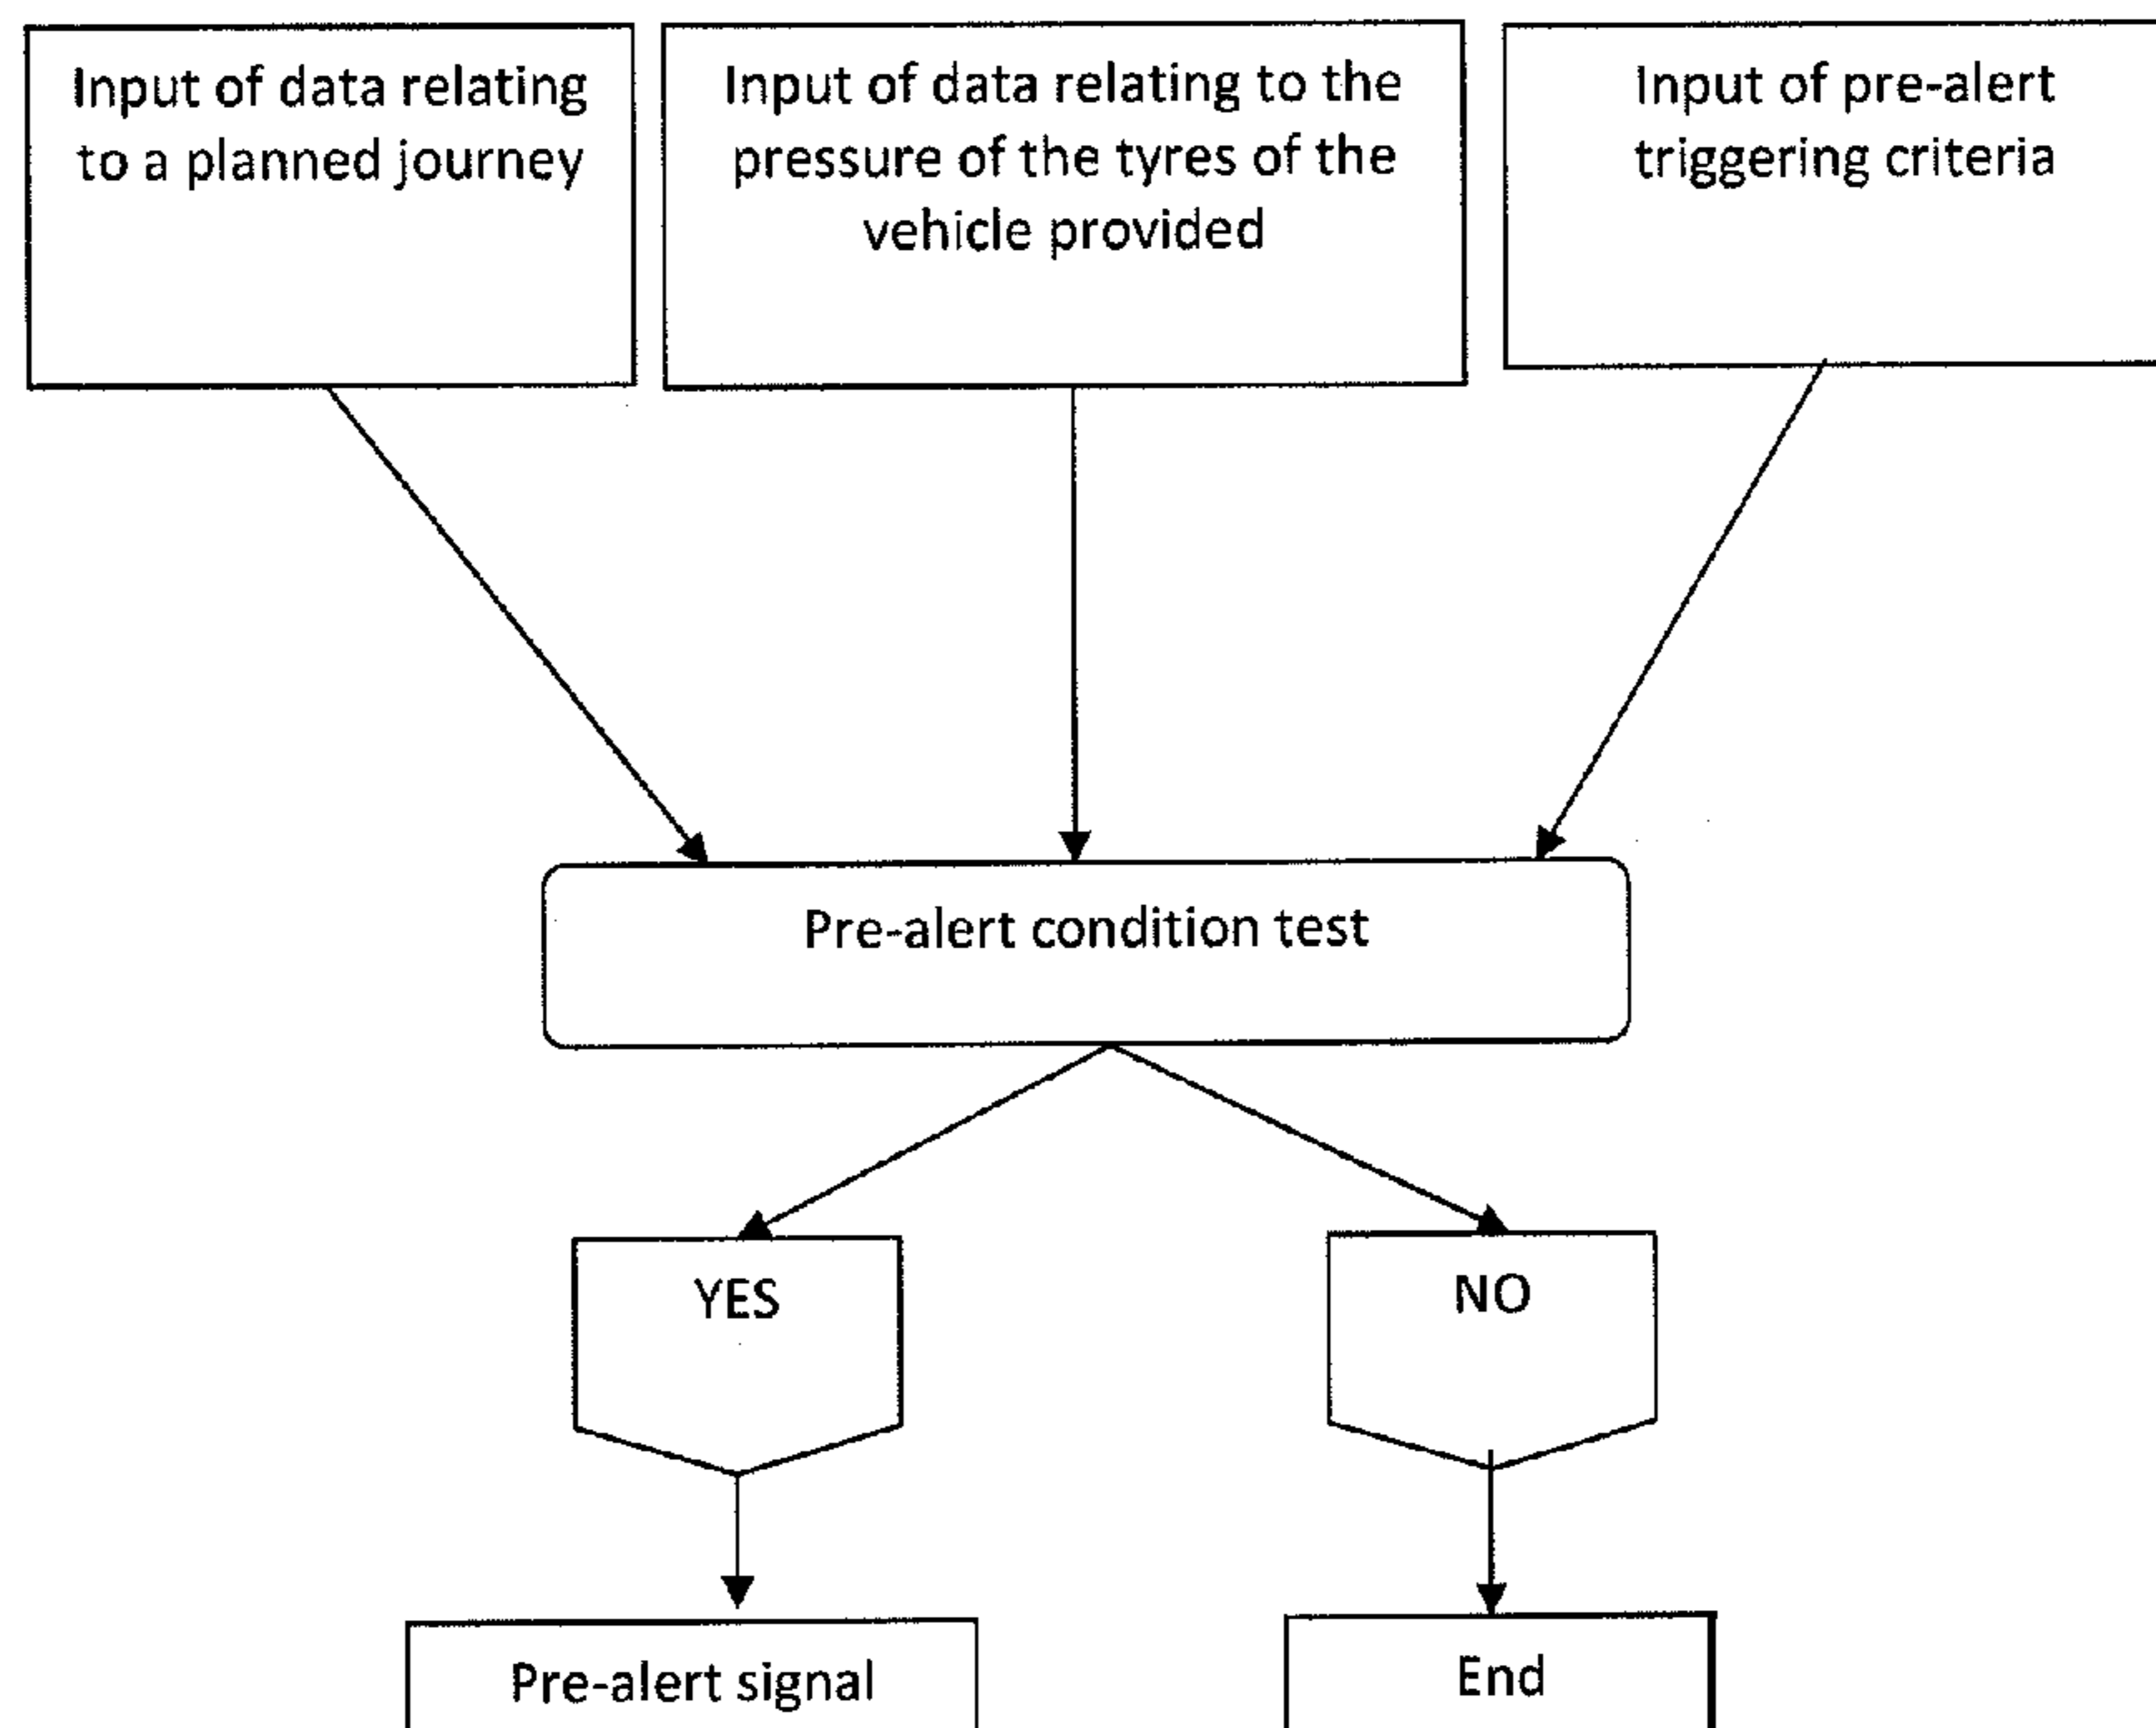 Input of data relating
to a planned journey
Input of data relating to the
pressure of the tyres of the
vehicle provided
Input of pre-alert
triggering criteria
Pre-alert condition test
YES
NO
Pre-alert signal
End